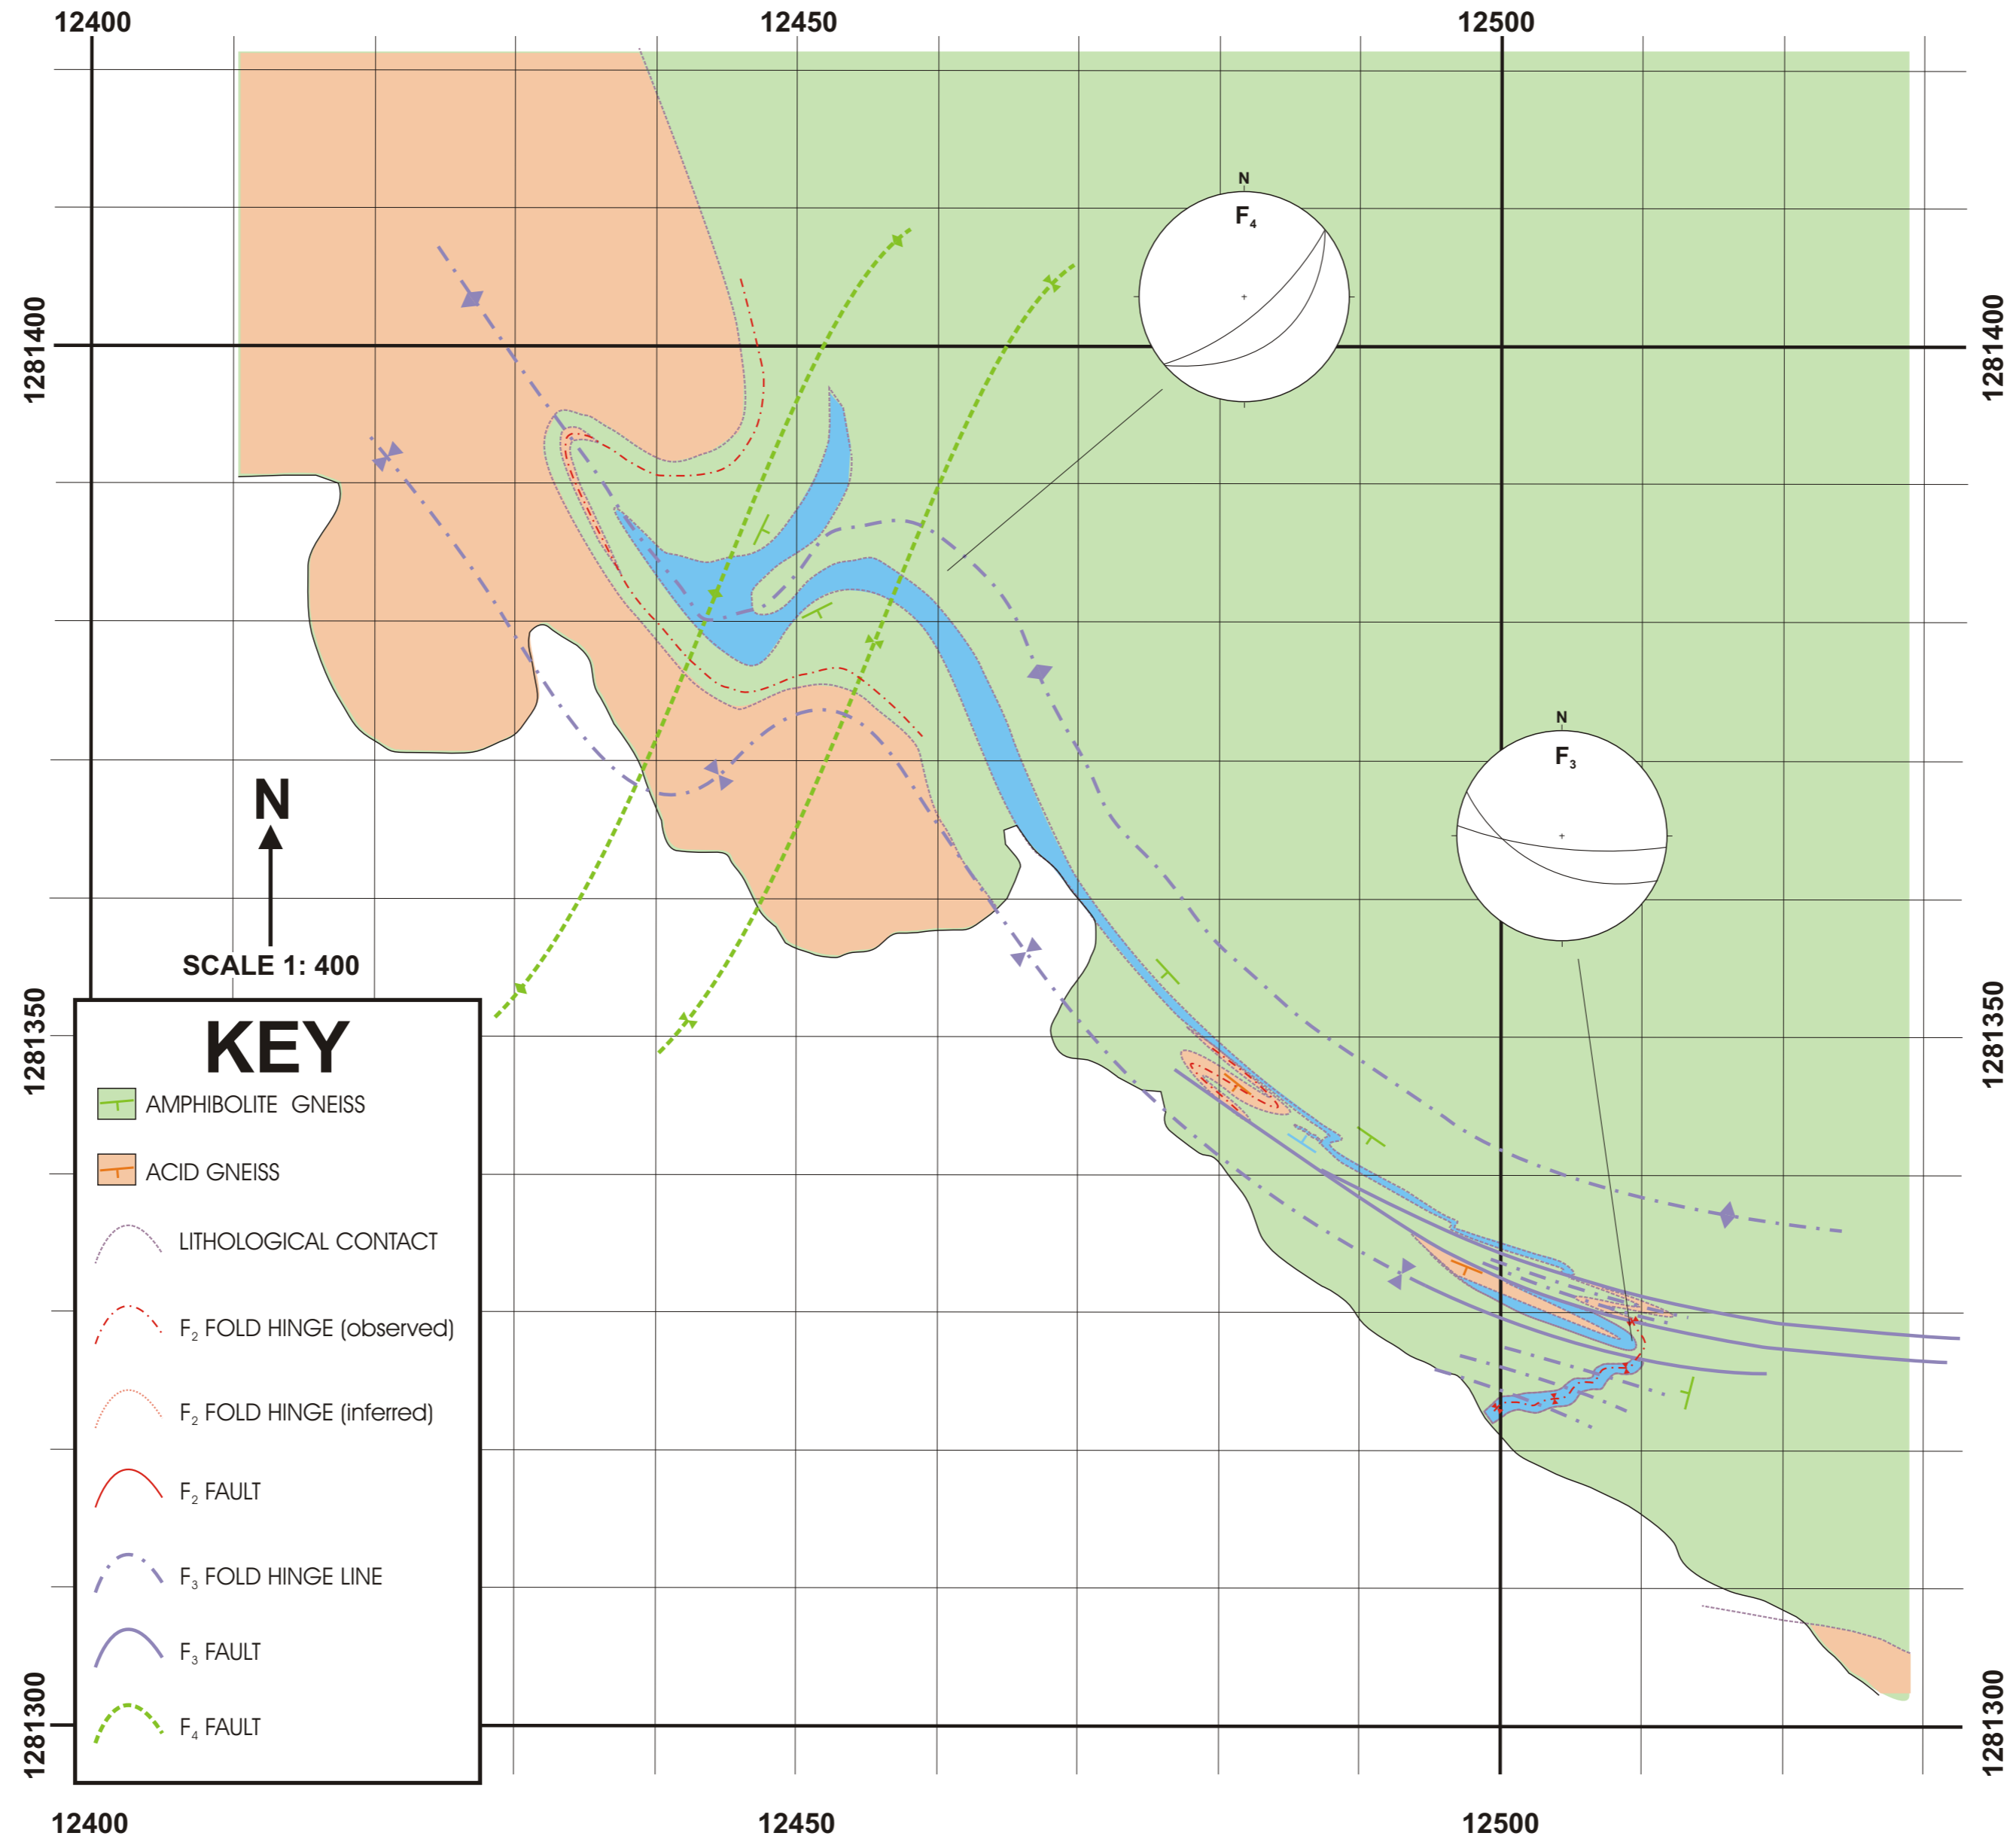 12400 12450 12500
N
F4
1281400 1281400
N
F3
N
SCALE 1: 400
1281350 1281350
KEY
AMPHIBOLITE GNEISS
ACID GNEISS
LITHOLOGICAL CONTACT
F2 FOLD HINGE (observed)
F2 FOLD HINGE (inferred)
F2 FAULT
F3 FOLD HINGE LINE
F3 FAULT
F4 FAULT
1281300 1281300
12400 12450 12500